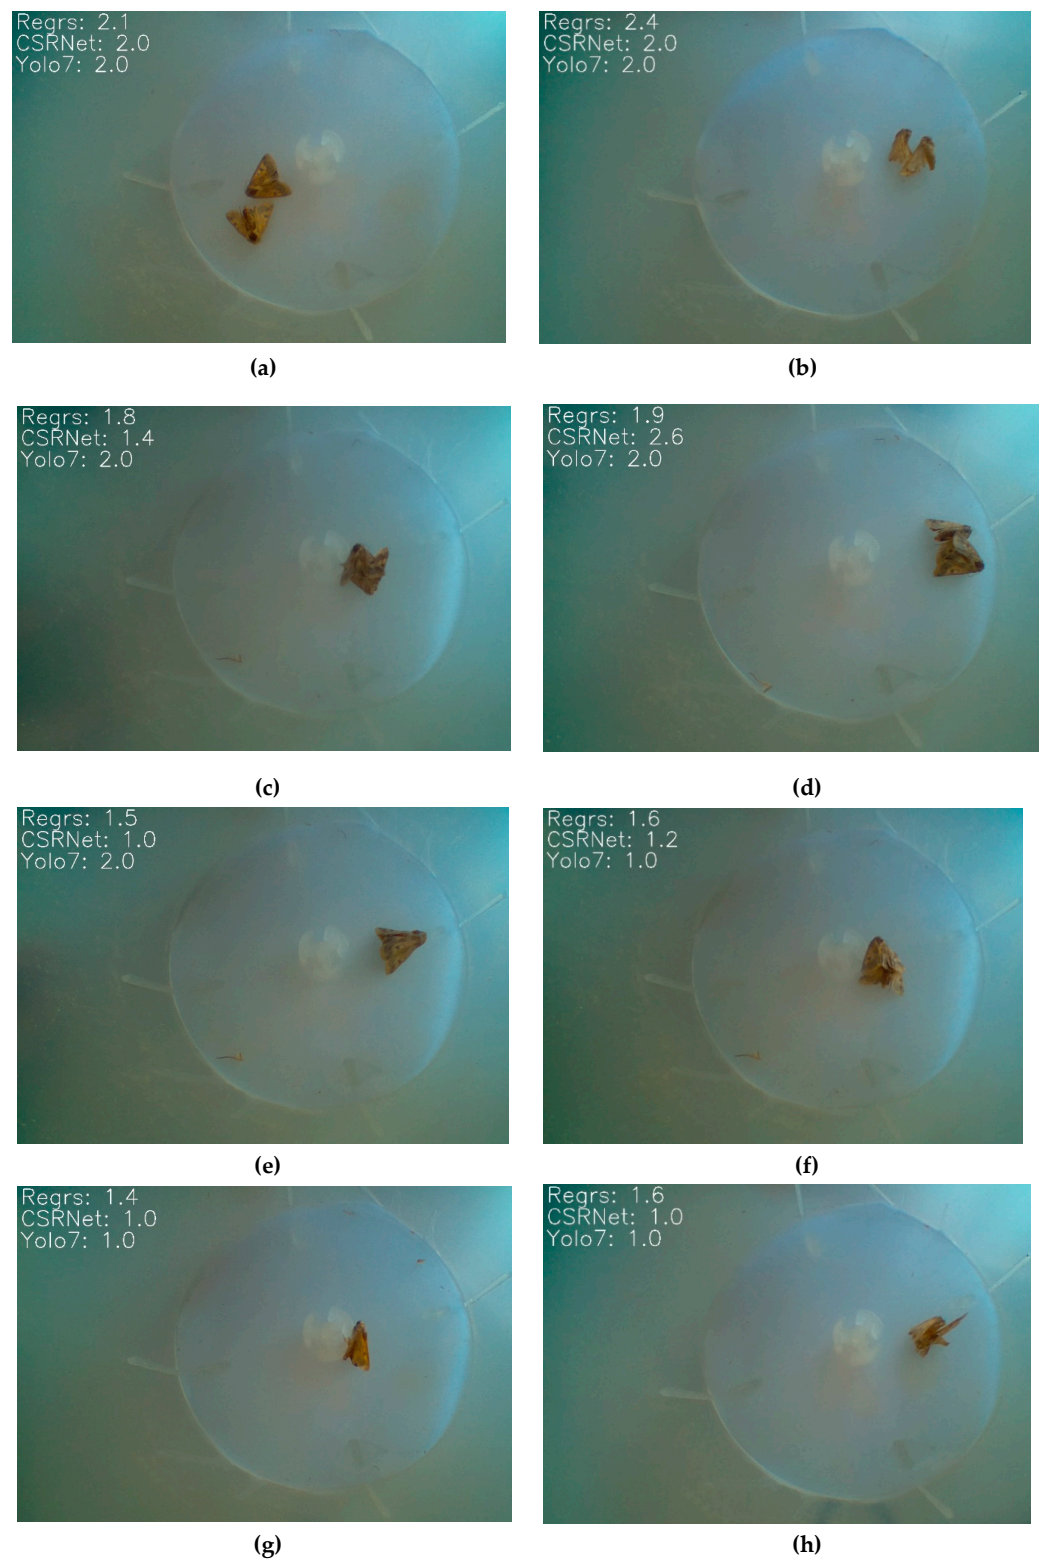 Regrs: 2.1
CSRNet: 2.0
Yolo7: 2.0
(a)
Regrs: 2.4
CSRNet: 2.0
Yolo7: 2.0
(b)
Regrs: 1.8
CSRNet: 1.4
Yolo7: 2.0
(c)
Regrs: 1.9
CSRNet: 2.6
Yolo7: 2.0
(d)
Regrs: 1.5
CSRNet: 1.0
Yolo7: 2.0
(e)
Regrs: 1.6
CSRNet: 1.2
Yolo7: 1.0
(f)
Regrs: 1.4
CSRNet: 1.0
Yolo7: 1.0
(g)
Regrs: 1.6
CSRNet: 1.0
Yolo7: 1.0
(h)